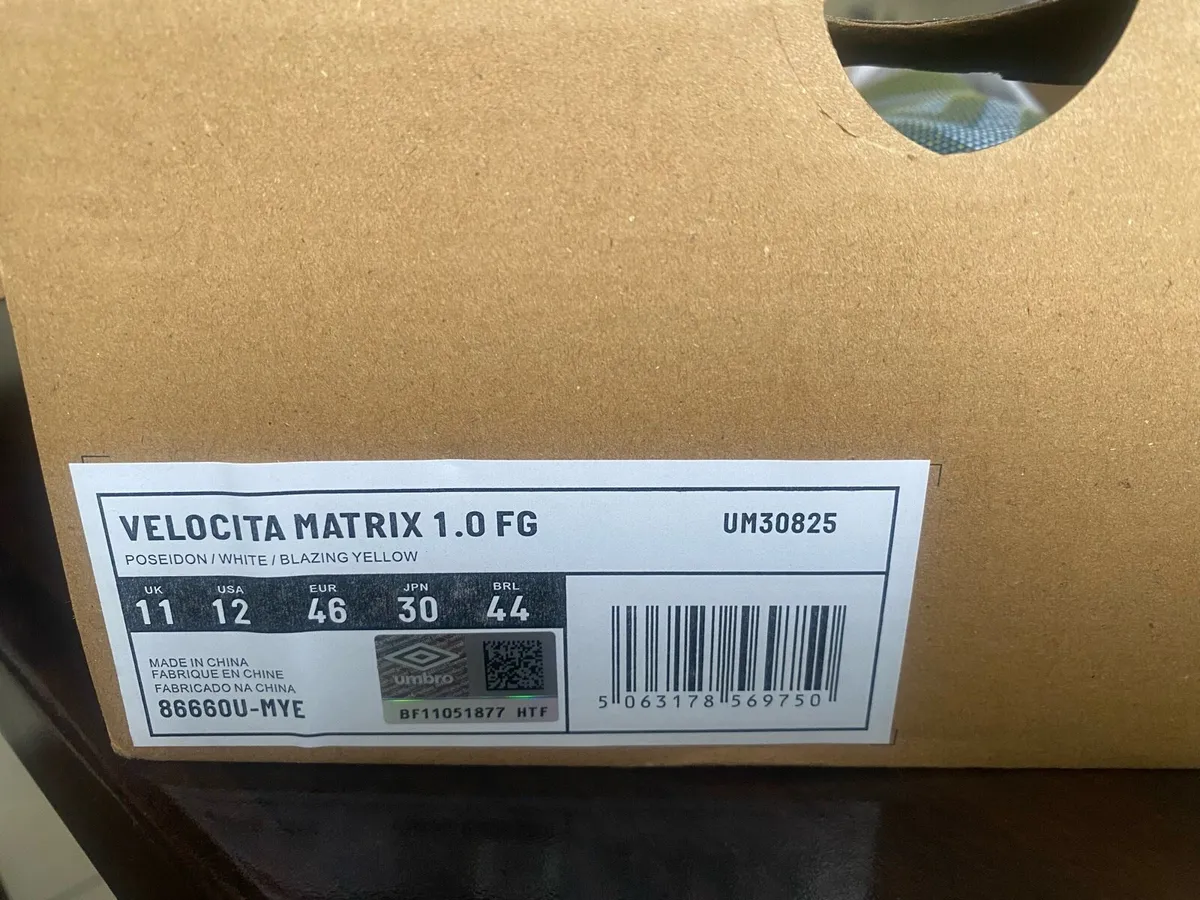 VELOCITA MATRIX 1.0 FG
UM30825
POSEIDON / WHITE / BLAZING YELLOW
UK USA EUR JPN BRL
11 12 46 30 44
MADE IN CHINA
FABRIQUE EN CHINE
FABRICADO NA CHINA
86660U-MYE
umbro
BF11051877 HTF
5 063178 569750